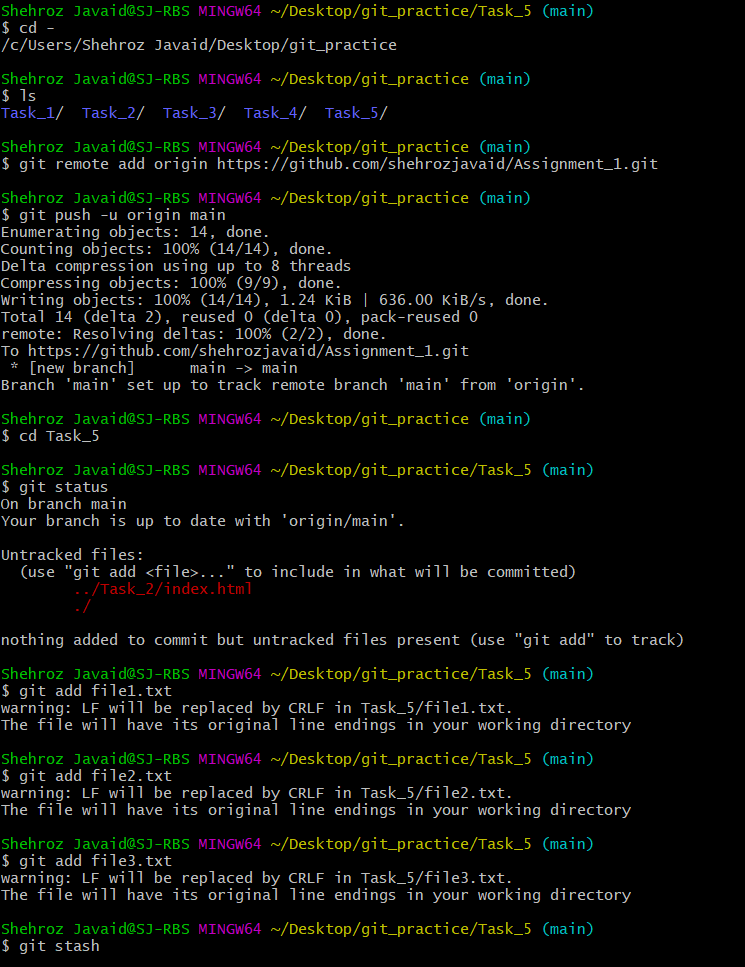 Shehroz Javaid@SJ-RBS MINGW64 ~/Desktop/git_practice/Task_5 (main)
$ cd -
/c/Users/Shehroz Javaid/Desktop/git_practice
Shehroz Javaid@SJ-RBS MINGW64 ~/Desktop/git_practice (main)
$ ls
Task_1/  Task_2/  Task_3/  Task_4/  Task_5/
Shehroz Javaid@SJ-RBS MINGW64 ~/Desktop/git_practice (main)
$ git remote add origin https://github.com/shehrozjavaid/Assignment_1.git
Shehroz Javaid@SJ-RBS MINGW64 ~/Desktop/git_practice (main)
$ git push -u origin main
Enumerating objects: 14, done.
Counting objects: 100% (14/14), done.
Delta compression using up to 8 threads
Compressing objects: 100% (9/9), done.
Writing objects: 100% (14/14), 1.24 KiB | 636.00 KiB/s, done.
Total 14 (delta 2), reused 0 (delta 0), pack-reused 0
remote: Resolving deltas: 100% (2/2), done.
To https://github.com/shehrozjavaid/Assignment_1.git
 * [new branch]      main -> main
Branch 'main' set up to track remote branch 'main' from 'origin'.
Shehroz Javaid@SJ-RBS MINGW64 ~/Desktop/git_practice (main)
$ cd Task_5
Shehroz Javaid@SJ-RBS MINGW64 ~/Desktop/git_practice/Task_5 (main)
$ git status
On branch main
Your branch is up to date with 'origin/main'.
Untracked files:
  (use "git add <file>..." to include in what will be committed)
        ../Task_2/index.html
        ./
nothing added to commit but untracked files present (use "git add" to track)
Shehroz Javaid@SJ-RBS MINGW64 ~/Desktop/git_practice/Task_5 (main)
$ git add file1.txt
warning: LF will be replaced by CRLF in Task_5/file1.txt.
The file will have its original line endings in your working directory
Shehroz Javaid@SJ-RBS MINGW64 ~/Desktop/git_practice/Task_5 (main)
$ git add file2.txt
warning: LF will be replaced by CRLF in Task_5/file2.txt.
The file will have its original line endings in your working directory
Shehroz Javaid@SJ-RBS MINGW64 ~/Desktop/git_practice/Task_5 (main)
$ git add file3.txt
warning: LF will be replaced by CRLF in Task_5/file3.txt.
The file will have its original line endings in your working directory
Shehroz Javaid@SJ-RBS MINGW64 ~/Desktop/git_practice/Task_5 (main)
$ git stash